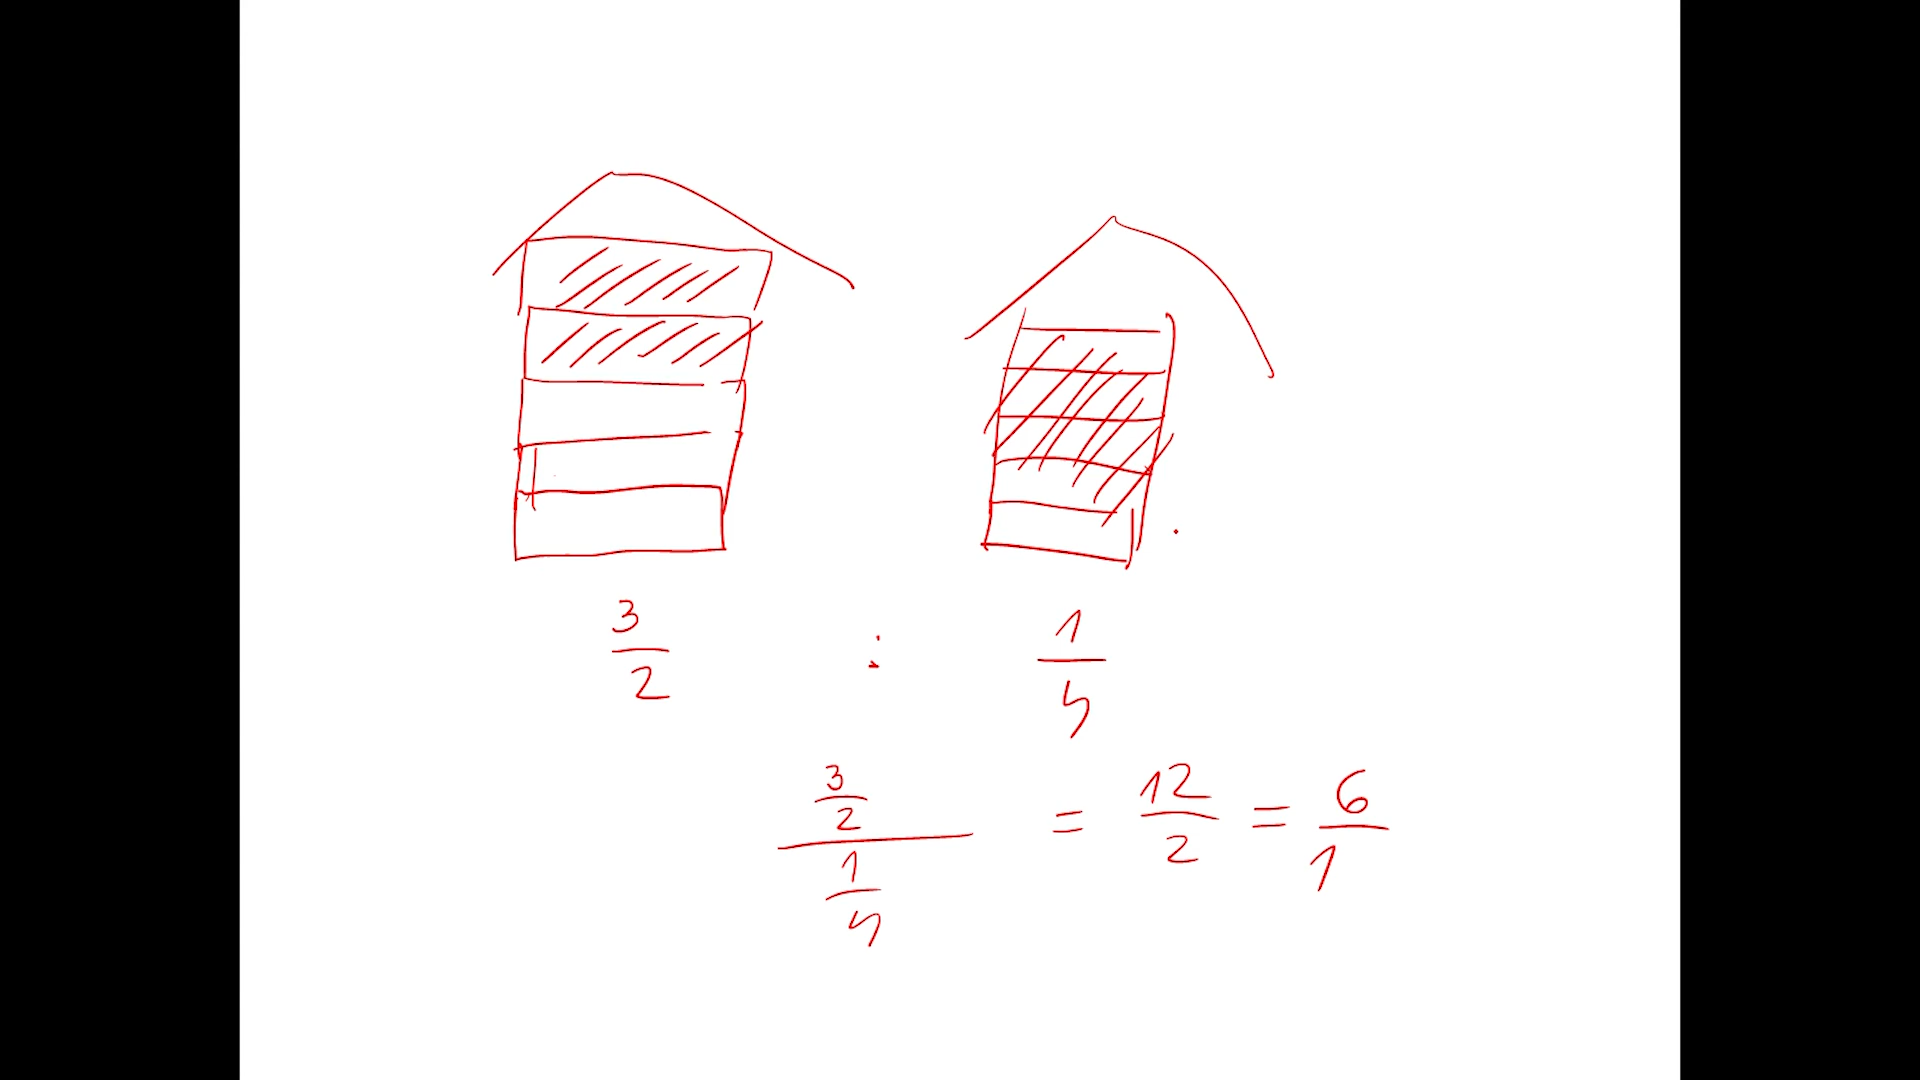 3/2 : 1/4
(3/2)/(1/4) = 12/2 = 6/1